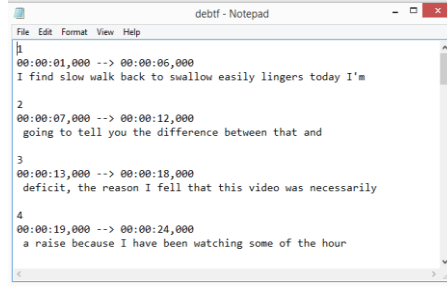 debtf - Notepad
File Edit Format View Help
1
00:00:01,000 --> 00:00:06,000
I find slow walk back to swallow easily lingers today I'm
2
00:00:07,000 --> 00:00:12,000
going to tell you the difference between that and
3
00:00:13,000 --> 00:00:18,000
deficit, the reason I fell that this video was necessarily
4
00:00:19,000 --> 00:00:24,000
a raise because I have been watching some of the hour